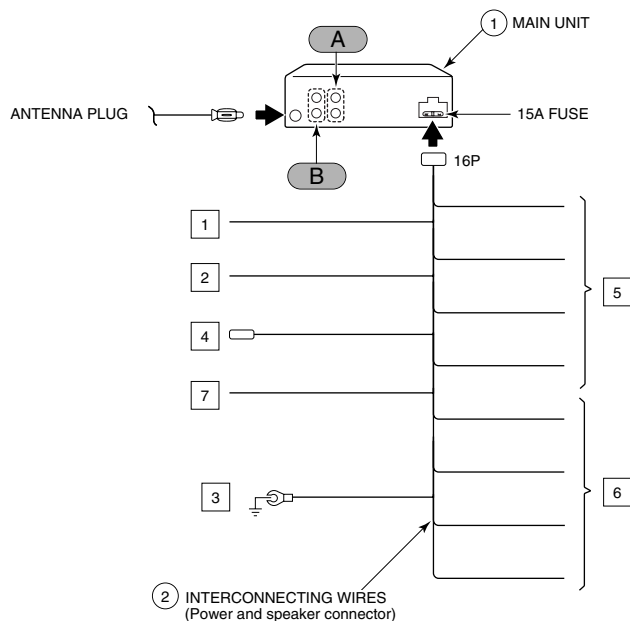 A
1 MAIN UNIT
ANTENNA PLUG
15A FUSE
B
16P
1
2
5
4
7
3
6
2 INTERCONNECTING WIRES
(Power and speaker connector)